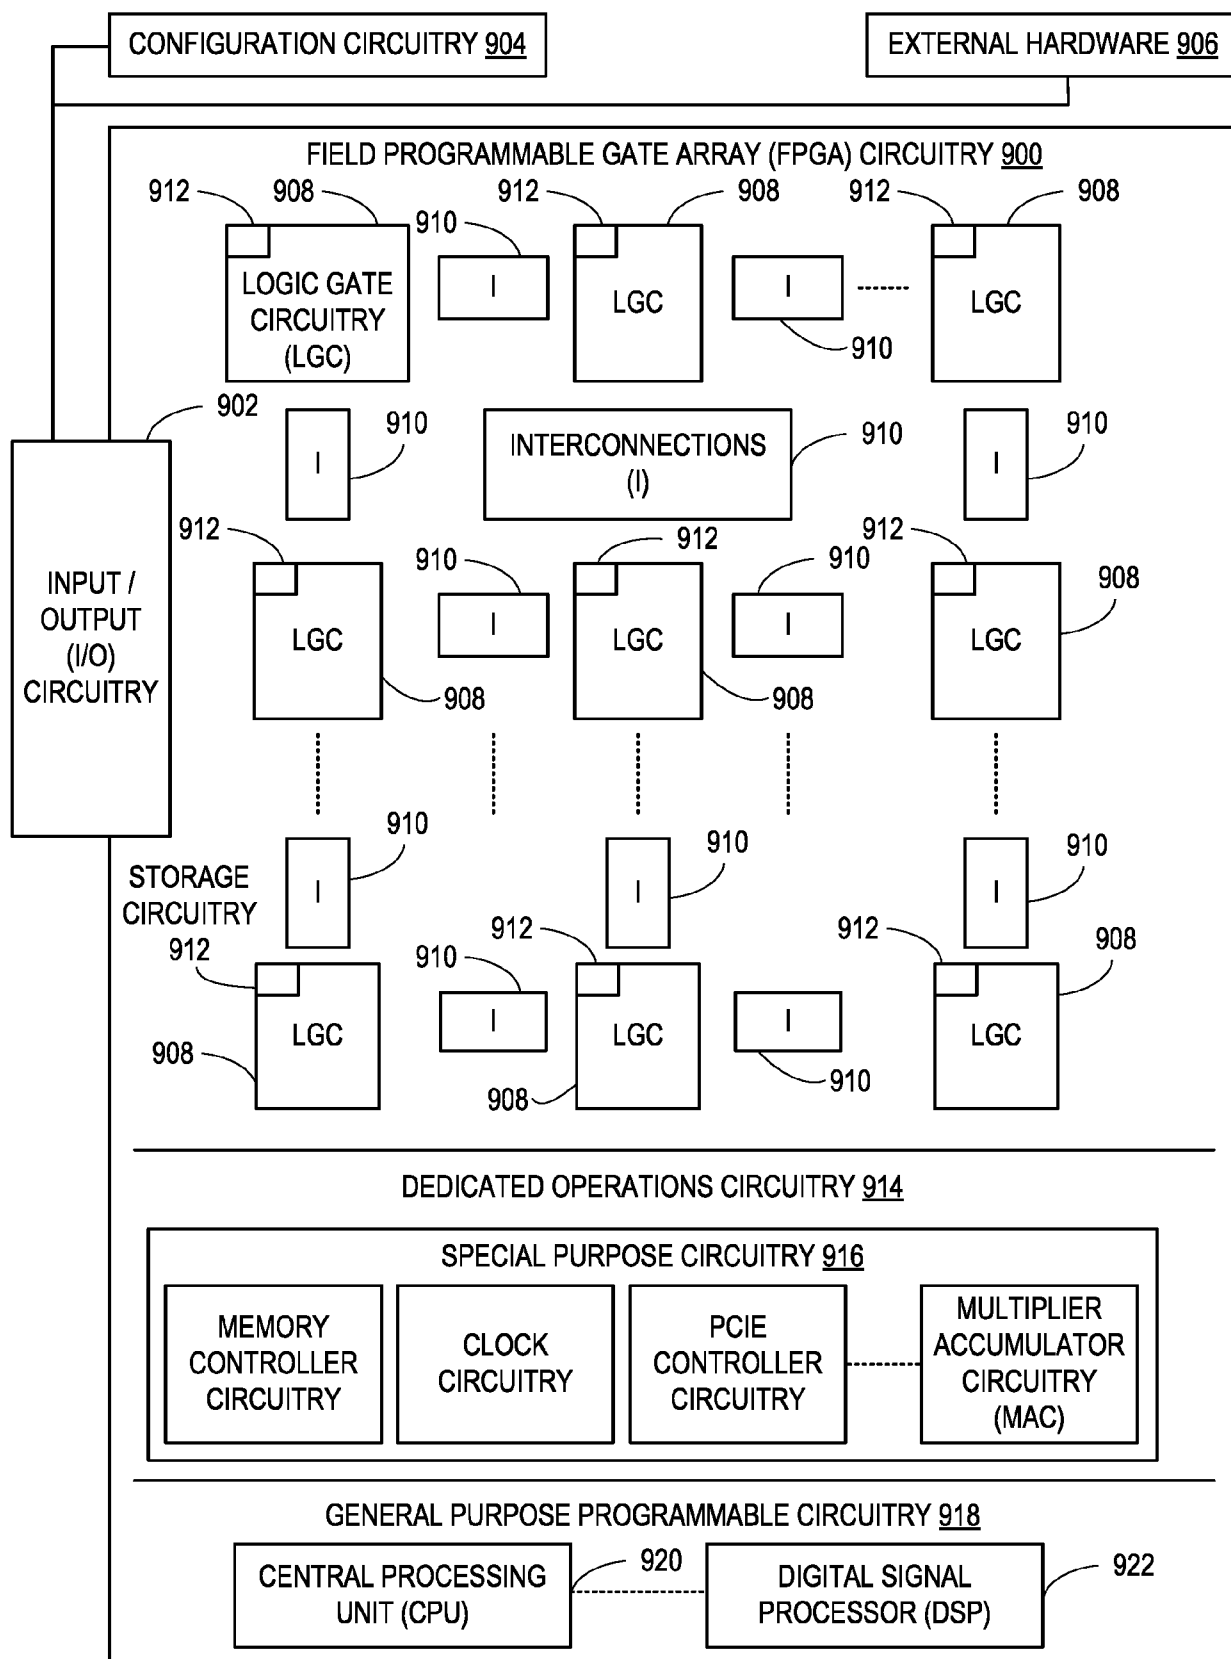 CONFIGURATION CIRCUITRY 904
EXTERNAL HARDWARE 906
FIELD PROGRAMMABLE GATE ARRAY (FPGA) CIRCUITRY 900
912
908
912
908
912
908
910
LOGIC GATE
CIRCUITRY
(LGC)
I
LGC
I
LGC
910
902
910
910
910
I
INTERCONNECTIONS
(I)
I
912
910
912
910
912
908
INPUT /
OUTPUT
(I/O)
CIRCUITRY
LGC
I
LGC
I
LGC
908
908
910
910
910
STORAGE
CIRCUITRY
I
I
I
912
910
912
912
908
LGC
I
LGC
I
LGC
908
908
910
DEDICATED OPERATIONS CIRCUITRY 914
SPECIAL PURPOSE CIRCUITRY 916
MEMORY
CONTROLLER
CIRCUITRY
CLOCK
CIRCUITRY
PCIE
CONTROLLER
CIRCUITRY
MULTIPLIER
ACCUMULATOR
CIRCUITRY
(MAC)
GENERAL PURPOSE PROGRAMMABLE CIRCUITRY 918
CENTRAL PROCESSING
UNIT (CPU)
920
DIGITAL SIGNAL
PROCESSOR (DSP)
922